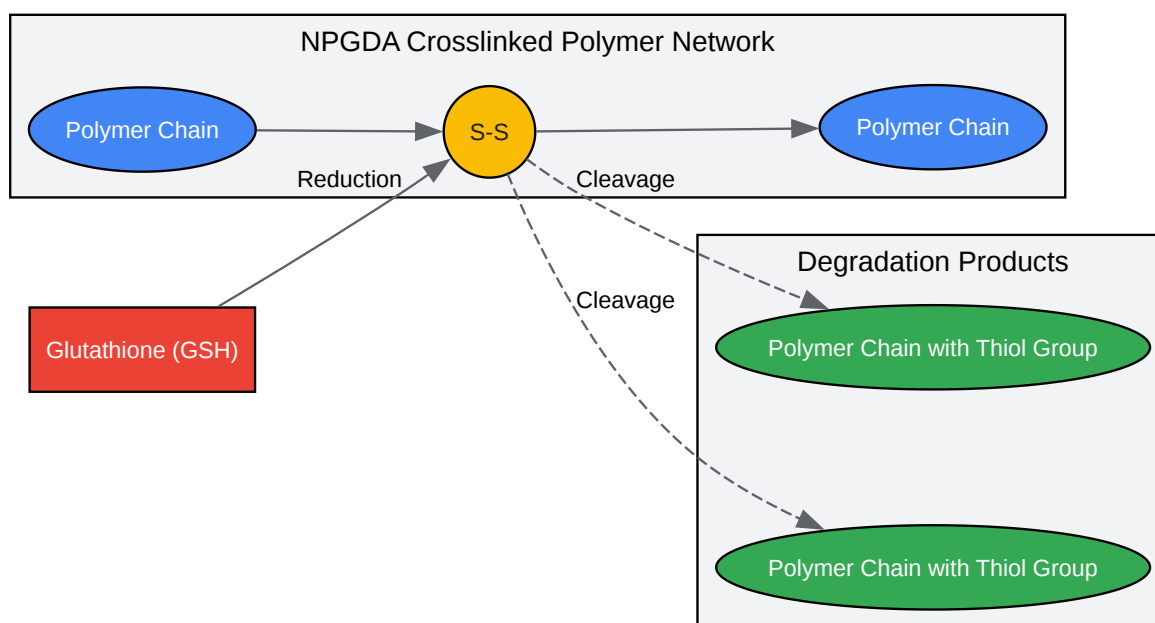 NPGDA Crosslinked Polymer Network
Polymer Chain
S-S
Polymer Chain
Reduction
Cleavage
Degradation Products
Cleavage
Glutathione (GSH)
Polymer Chain with Thiol Group
Polymer Chain with Thiol Group